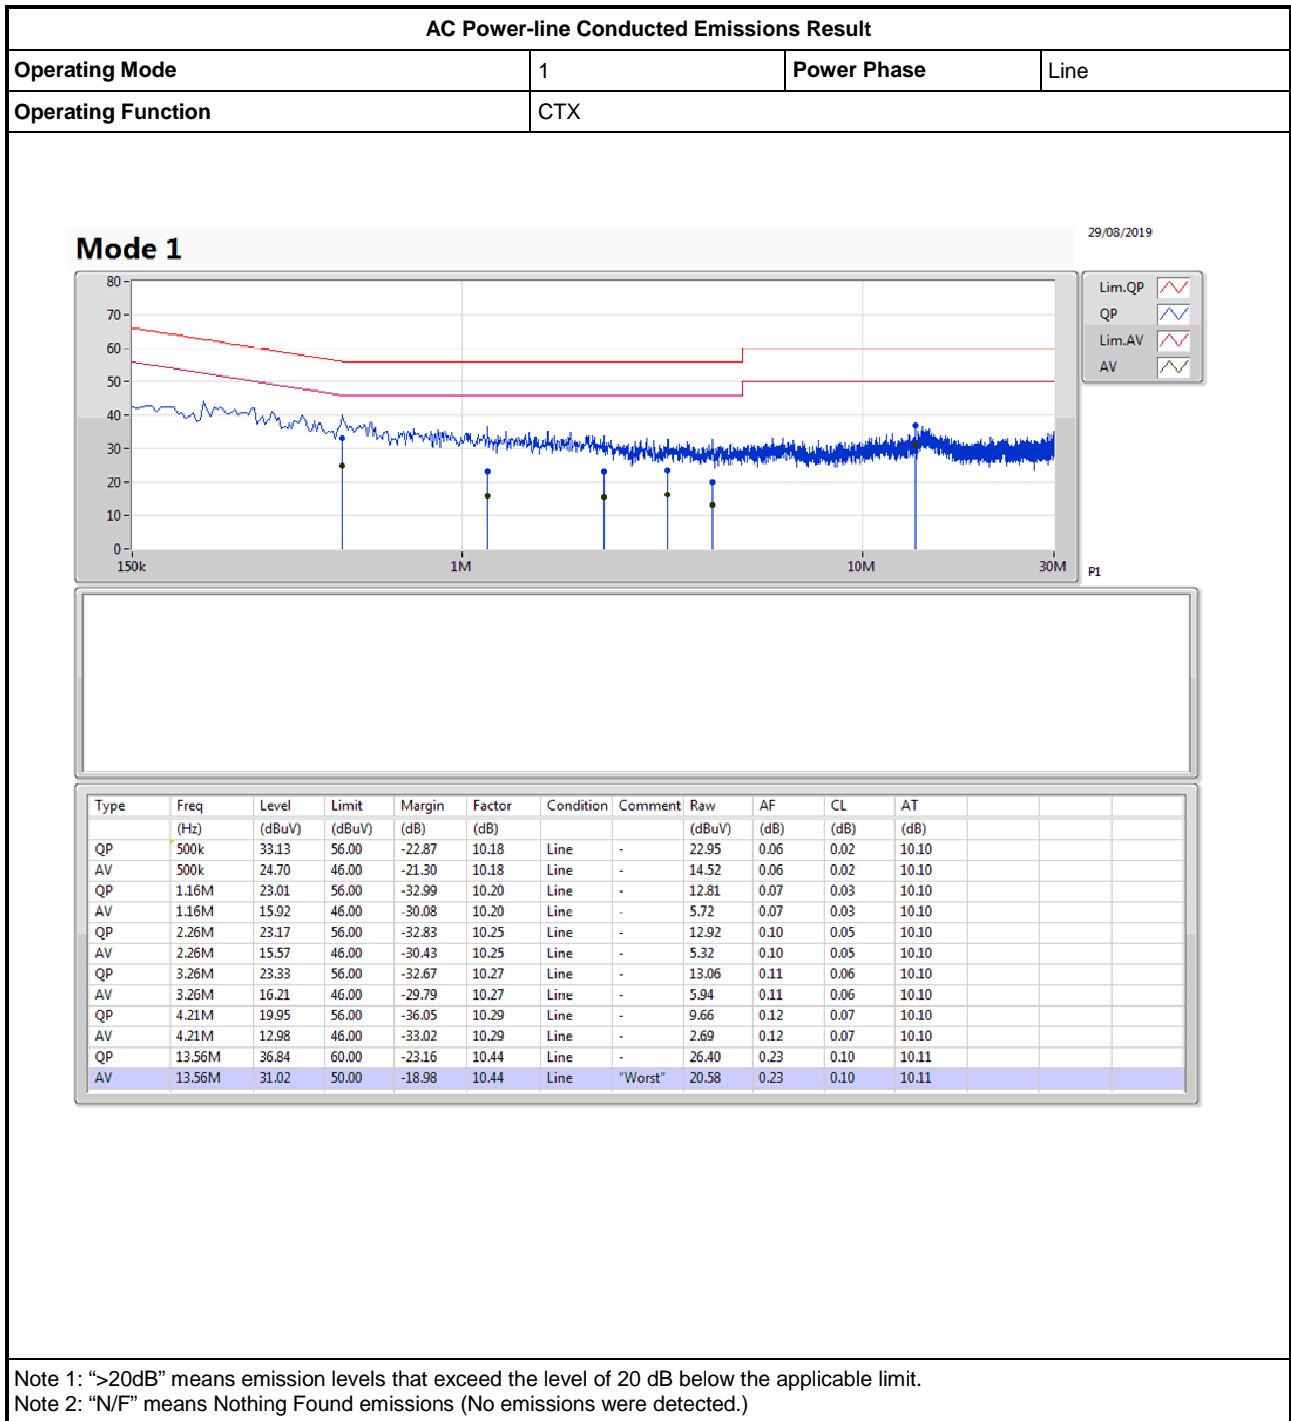 AC Power-line Conducted Emissions Result
Operating Mode 1 Power Phase Line
Operating Function CTX
29/08/2019
Mode 1
80
70
60
50
40
30
20
10
0
150k 1M 10M 30M
Lim.QP
QP
Lim.AV
AV
P1
Type Freq Level Limit Margin Factor Condition Comment Raw AF CL AT
(Hz) (dBuV) (dBuV) (dB) (dB) (dBuV) (dB) (dB) (dB)
QP 500k 33.13 56.00 -22.87 10.18 Line - 22.95 0.06 0.02 10.10
AV 500k 24.70 46.00 -21.30 10.18 Line - 14.52 0.06 0.02 10.10
QP 1.16M 23.01 56.00 -32.99 10.20 Line - 12.81 0.07 0.03 10.10
AV 1.16M 15.92 46.00 -30.08 10.20 Line - 5.72 0.07 0.03 10.10
QP 2.26M 23.17 56.00 -32.83 10.25 Line - 12.92 0.10 0.05 10.10
AV 2.26M 15.57 46.00 -30.43 10.25 Line - 5.32 0.10 0.05 10.10
QP 3.26M 23.33 56.00 -32.67 10.27 Line - 13.06 0.11 0.06 10.10
AV 3.26M 16.21 46.00 -29.79 10.27 Line - 5.94 0.11 0.06 10.10
QP 4.21M 19.95 56.00 -36.05 10.29 Line - 9.66 0.12 0.07 10.10
AV 4.21M 12.98 46.00 -33.02 10.29 Line - 2.69 0.12 0.07 10.10
QP 13.56M 36.84 60.00 -23.16 10.44 Line - 26.40 0.23 0.10 10.11
AV 13.56M 31.02 50.00 -18.98 10.44 Line "Worst" 20.58 0.23 0.10 10.11
Note 1: “>20dB” means emission levels that exceed the level of 20 dB below the applicable limit.
Note 2: “N/F” means Nothing Found emissions (No emissions were detected.)